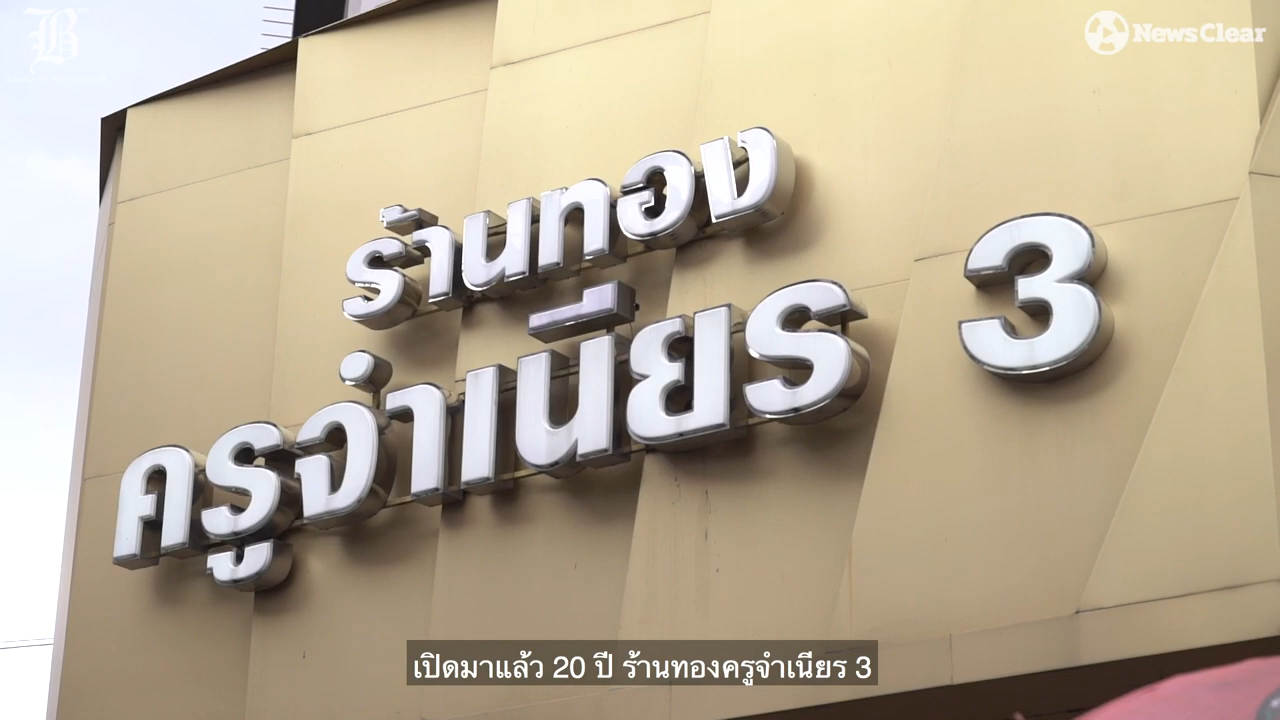 B
NewsClear
ร้านทอง
ครูจำเนียร 3
เปิดมาแล้ว 20 ปี ร้านทองครูจำเนียร 3